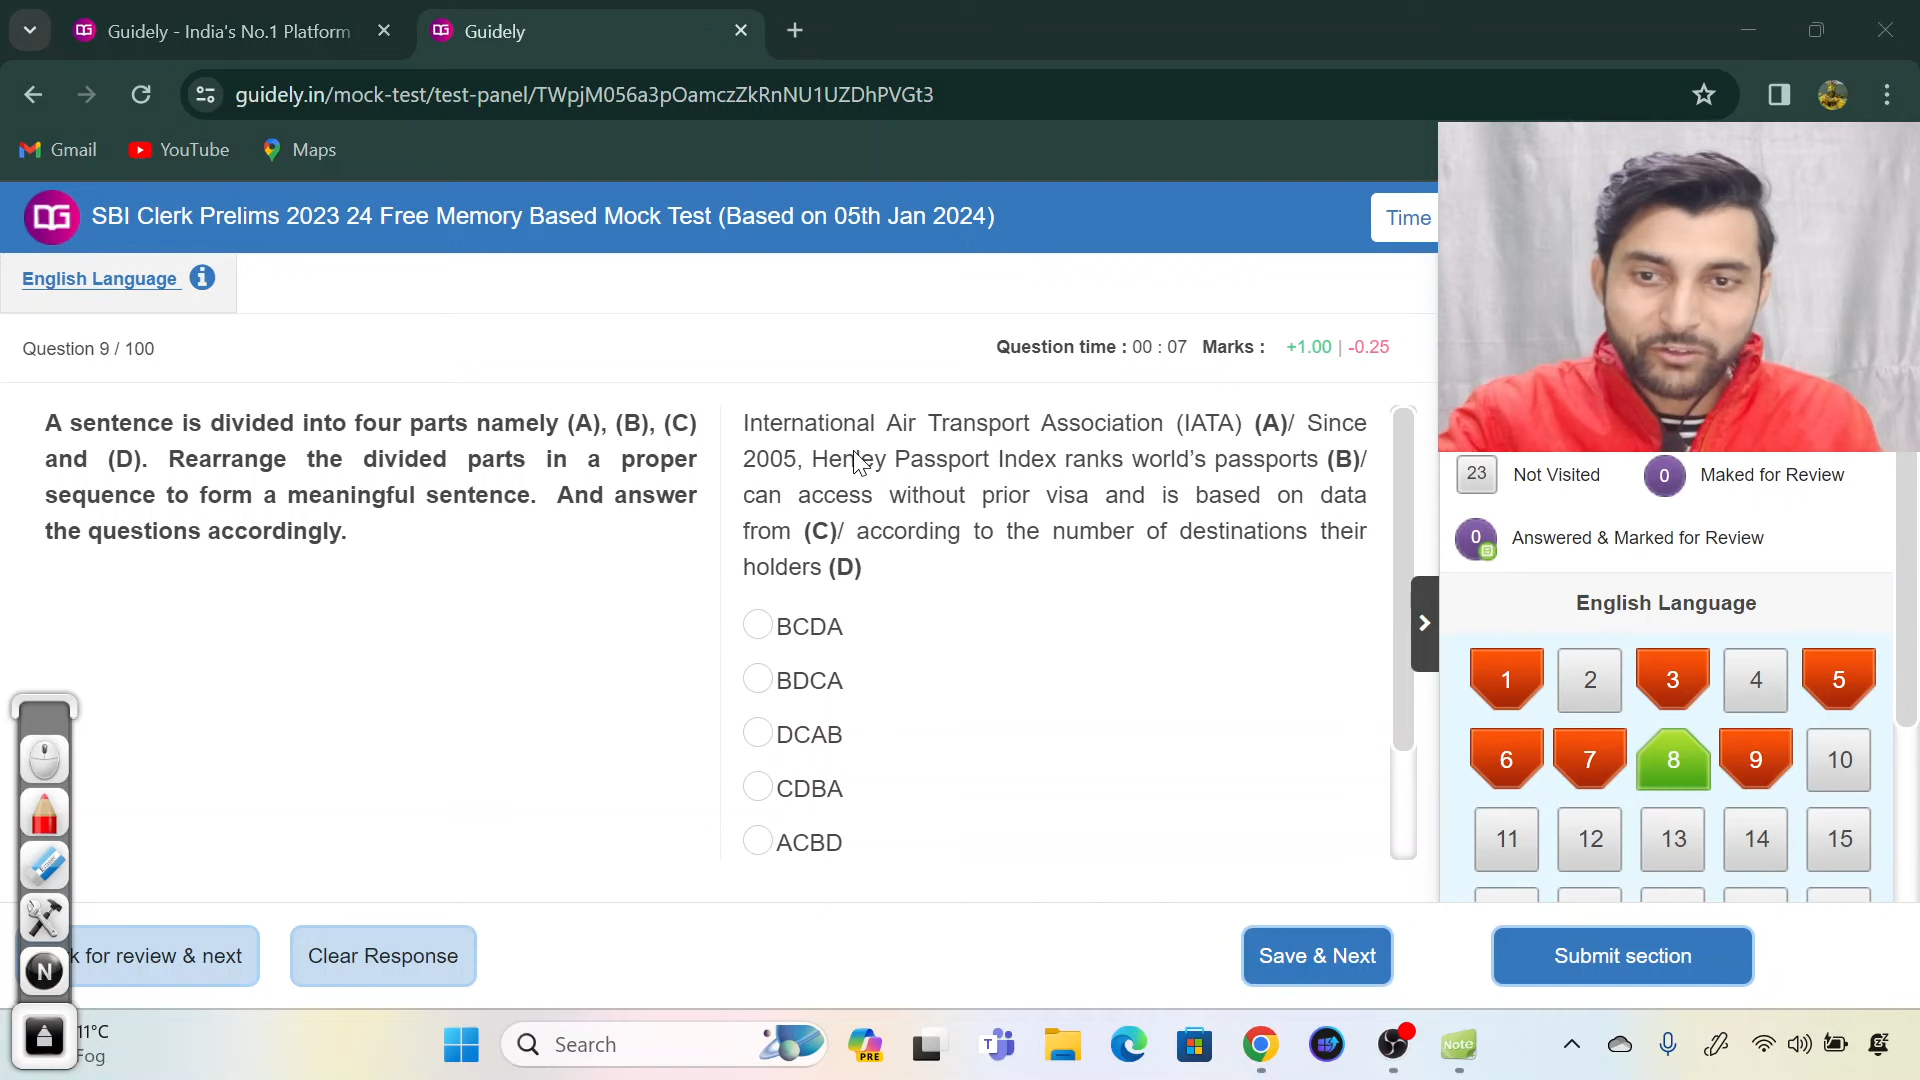 Guidely - India's No.1 Platform
Guidely
guidely.in/mock-test/test-panel/TWpjM056a3pOamczZkRnNU1UZDhPVGt3
Gmail
YouTube
Maps
DG
SBI Clerk Prelims 2023 24 Free Memory Based Mock Test (Based on 05th Jan 2024)
Time
English Language
Question 9 / 100
Question time : 00 : 07 Marks : +1.00 | -0.25
A sentence is divided into four parts namely (A), (B), (C)
and (D). Rearrange the divided parts in a proper
sequence to form a meaningful sentence. And answer
the questions accordingly.
International Air Transport Association (IATA) (A)/ Since
2005, Henley Passport Index ranks world’s passports (B)/
can access without prior visa and is based on data
from (C)/ according to the number of destinations their
holders (D)
BCDA
BDCA
DCAB
CDBA
ACBD
23 Not Visited
0 Maked for Review
0 Answered & Marked for Review
English Language
1 2 3 4 5
6 7 8 9 10
11 12 13 14 15
k for review & next
Clear Response
Save & Next
Submit section
N
11°C
Fog
Search
PRE
T
Note